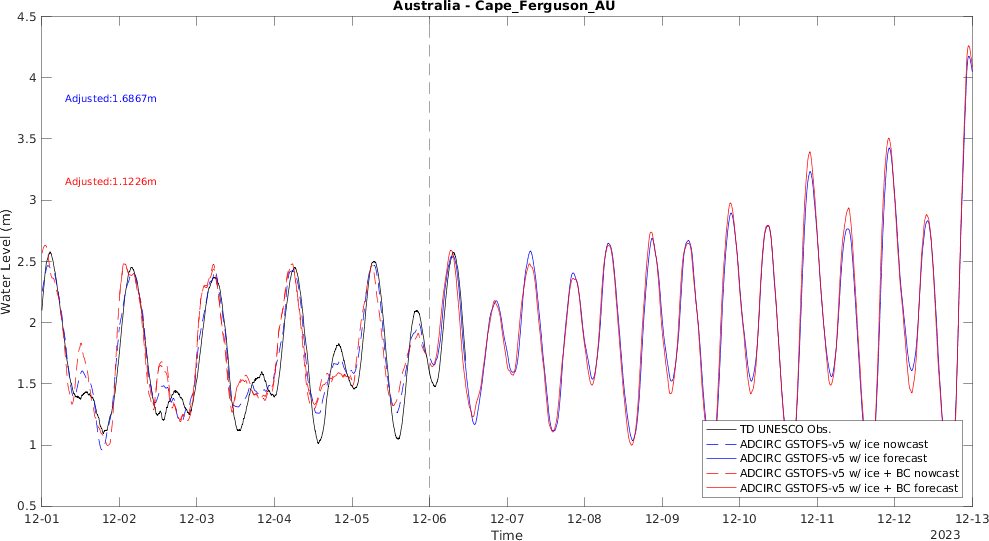 Australia - Cape_Ferguson_AU
4.5
4
3.5
3
2.5
2
1.5
1
0.5
Water Level (m)
Adjusted:1.6867m
Adjusted:1.1226m
TD UNESCO Obs.
ADCIRC GSTOFS-v5 w/ ice nowcast
ADCIRC GSTOFS-v5 w/ ice forecast
ADCIRC GSTOFS-v5 w/ ice + BC nowcast
ADCIRC GSTOFS-v5 w/ ice + BC forecast
12-01 12-02 12-03 12-04 12-05 12-06 12-07 12-08 12-09 12-10 12-11 12-12 12-13
Time
2023